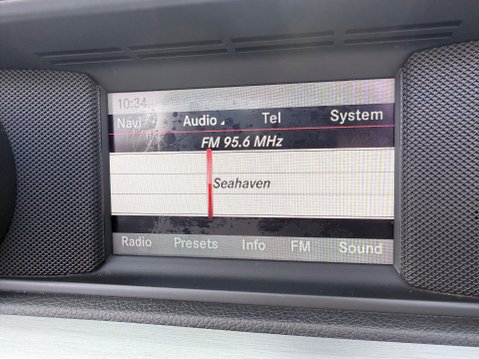 10:34
Navi Audio Tel System
FM 95.6 MHz
Seahaven
Radio Presets Info FM Sound